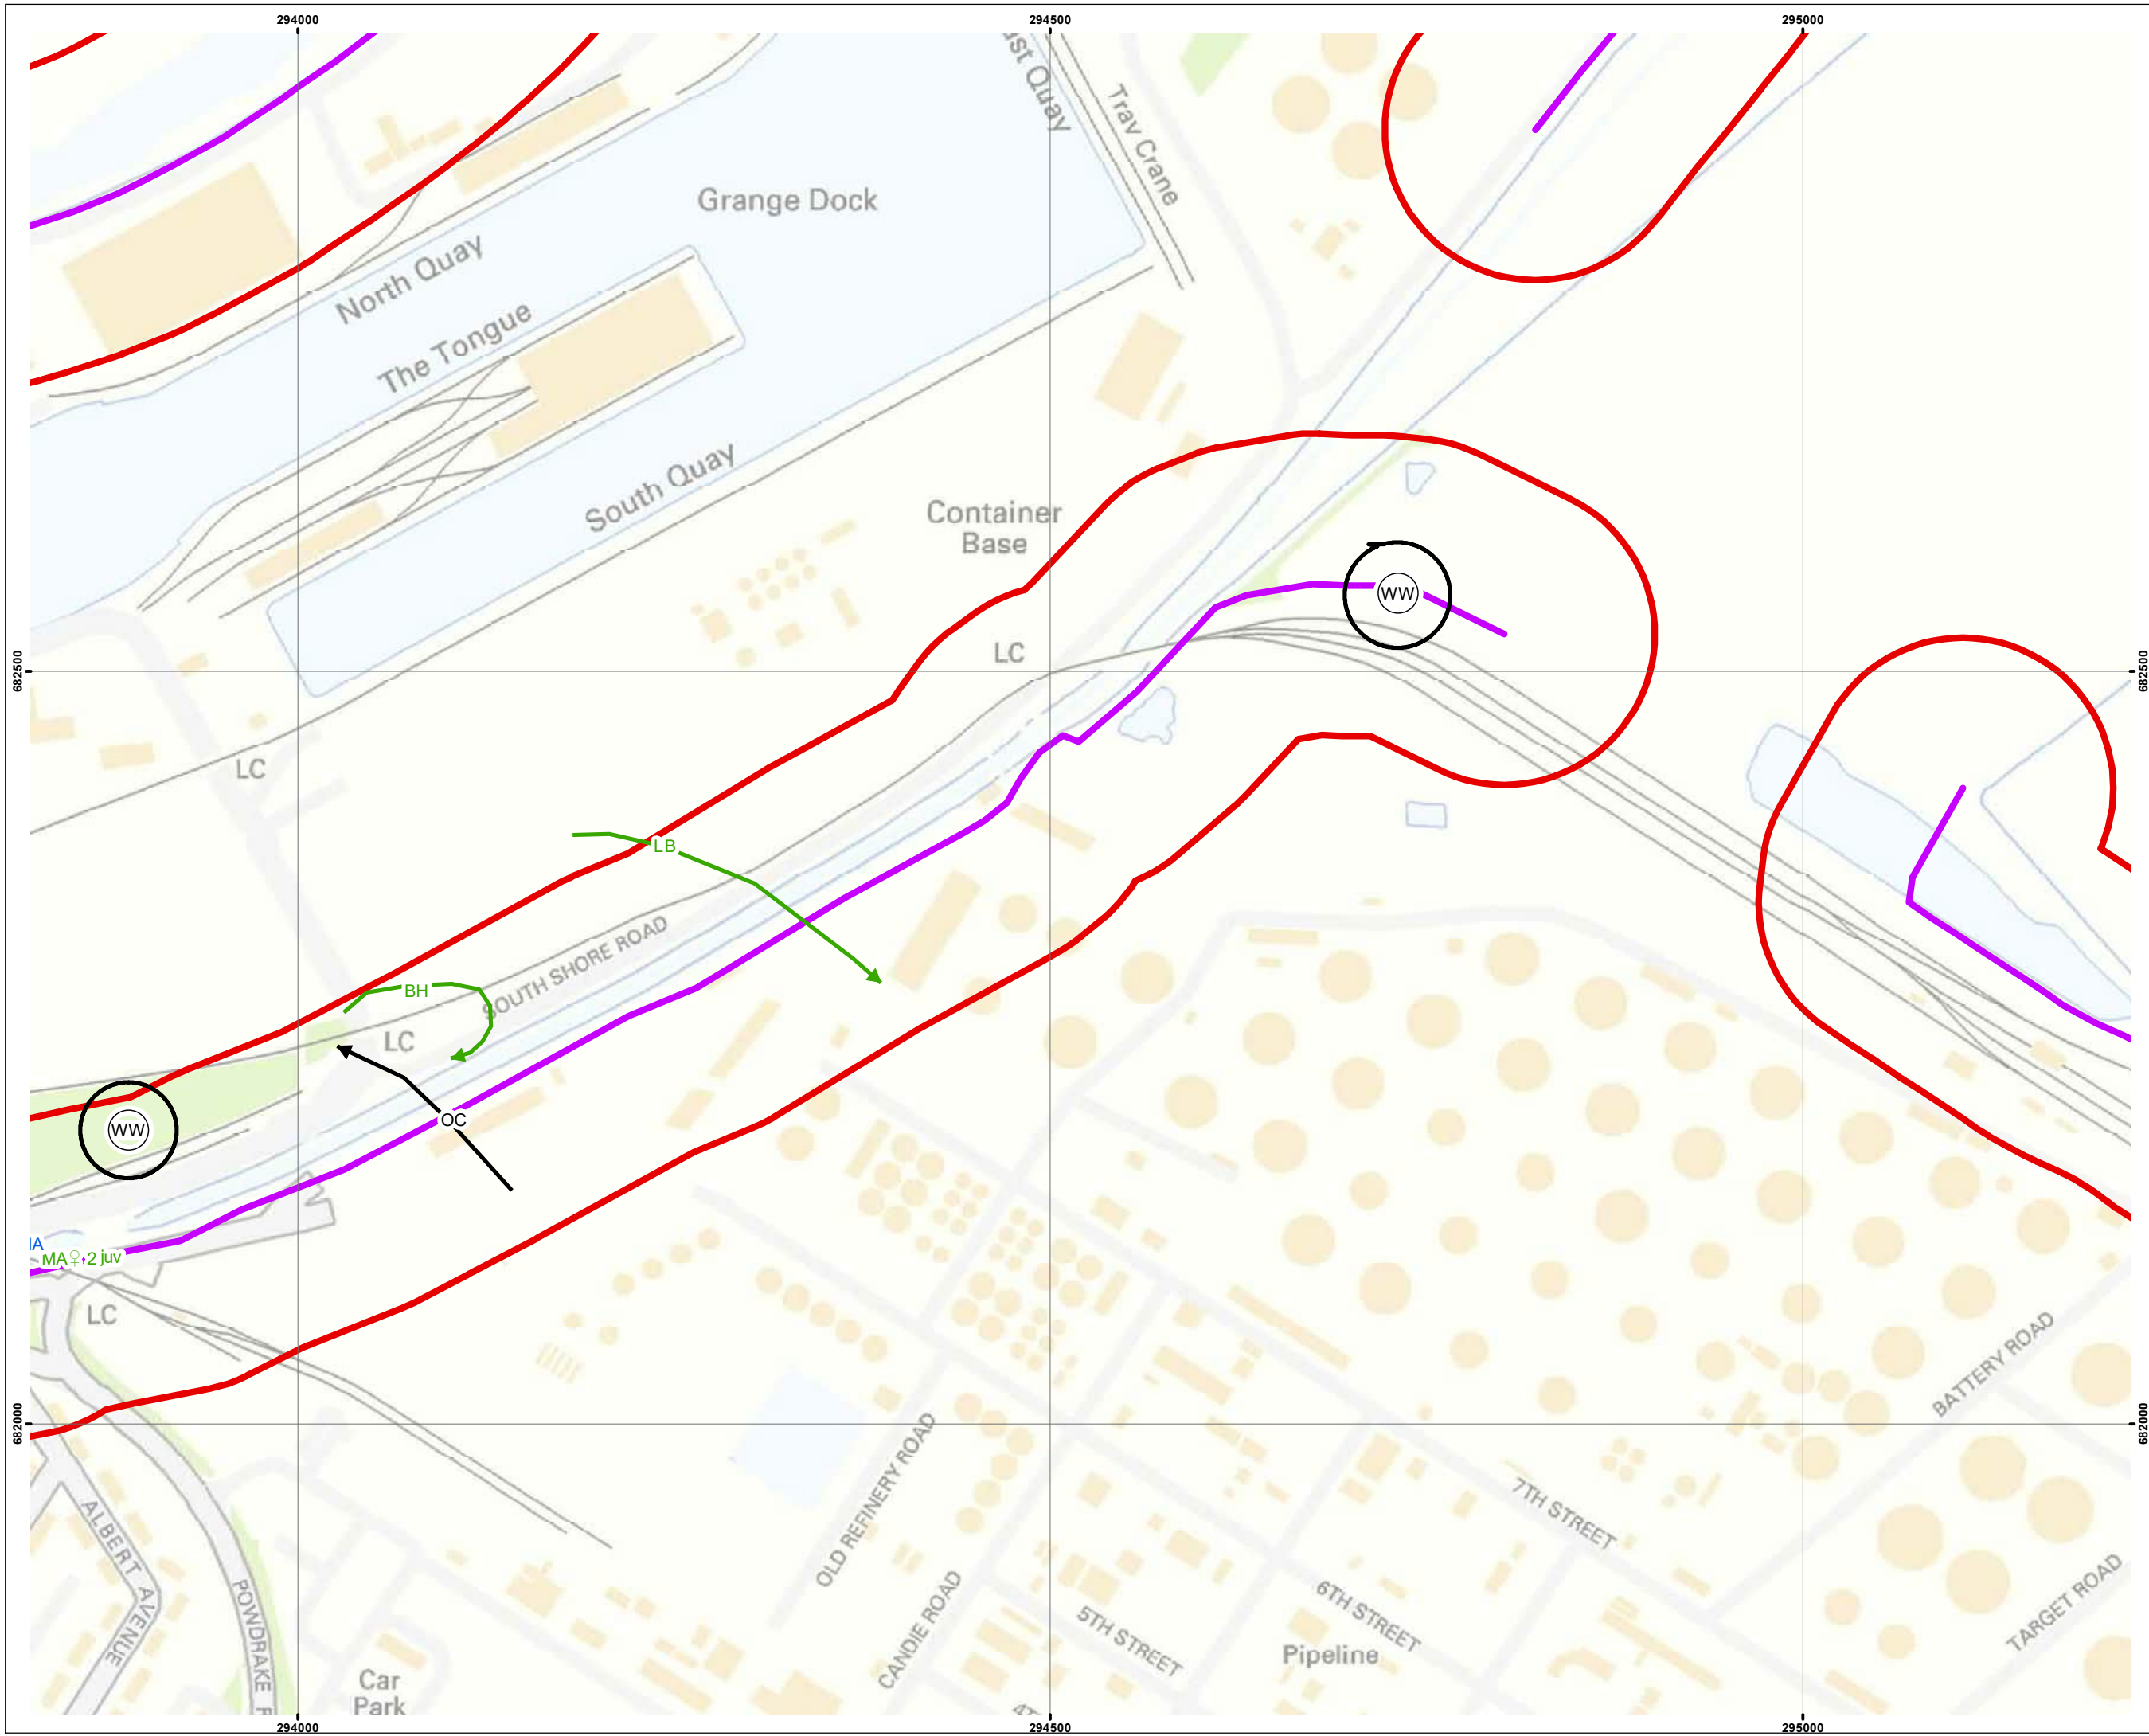 294000
294500
295000
Trav Crane
Grange Dock
North Quay
The Tongue
South Quay
Container
Base
WW
LC
682500
682500
LC
LB
SOUTH SHORE ROAD
BH
LC
OC
WW
MA♀+2 juv
LC
BATTERY ROAD
682000
682000
OLD REFINERY ROAD
7TH STREET
ALBERT AVENUE
POWDRAKE
CANDIE ROAD
5TH STREET
6TH STREET
TARGET ROAD
Pipeline
Car
Park
294000
294500
295000